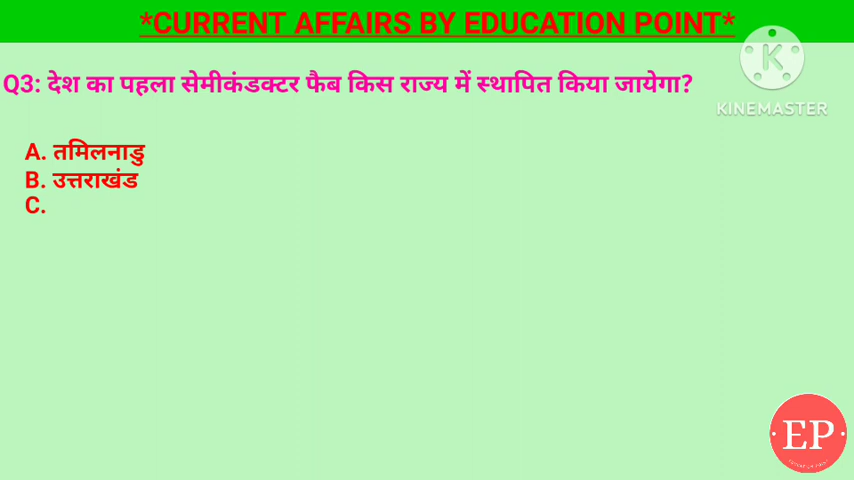 *CURRENT AFFAIRS BY EDUCATION POINT*
K
KINEMASTER
Q3: देश का पहला सेमीकंडक्टर फैब किस राज्य में स्थापित किया जायेगा?
A. तमिलनाडु
B. उत्तराखंड
C.
EP